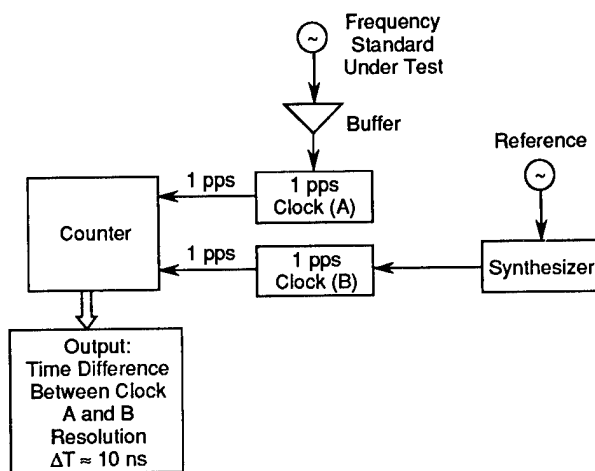 ~
Frequency
Standard
Under Test
Buffer
Reference
~
1 pps
1 pps
Clock (A)
Counter
1 pps
1 pps
Clock (B)
Synthesizer
Output:
Time Difference
Between Clock
A and B
Resolution
ΔT ≈ 10 ns